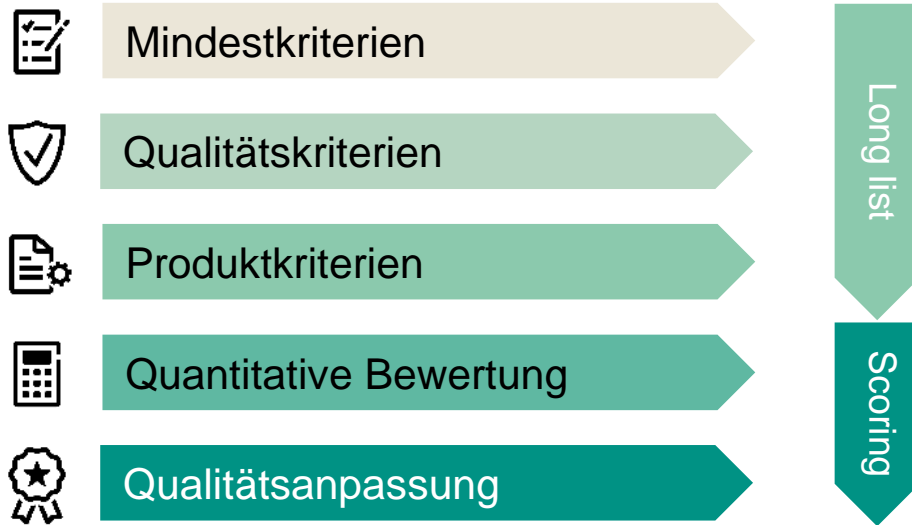 Mindestkriterien
Qualitätskriterien
Produktkriterien
Quantitative Bewertung
Qualitätsanpassung
Long list
Scoring